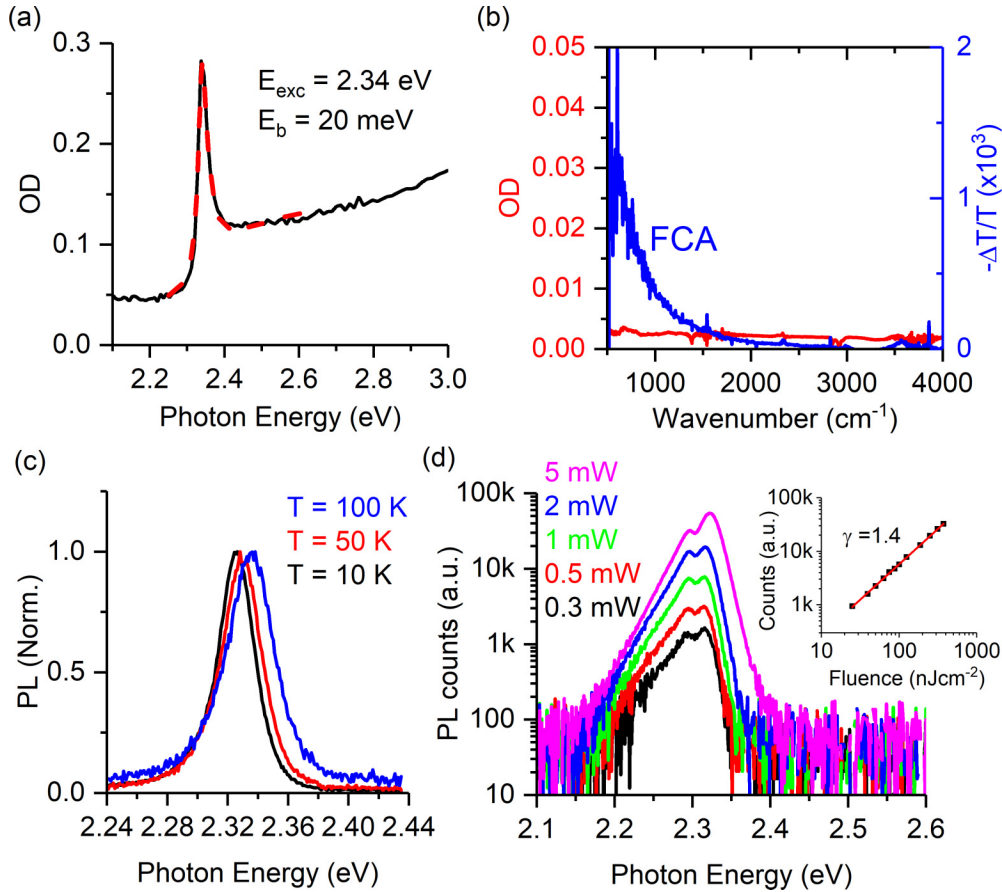 (a)
0.3
0.2
0.1
0.0
OD
E_exc = 2.34 eV
E_b = 20 meV
2.2 2.4 2.6 2.8 3.0
Photon Energy (eV)
(b)
0.05
0.04
0.03
0.02
0.01
0.00
OD
FCA
2
1
0
-ΔT/T (x10³)
1000 2000 3000 4000
Wavenumber (cm⁻¹)
(c)
1.0
0.5
0.0
PL (Norm.)
T = 100 K
T = 50 K
T = 10 K
2.24 2.28 2.32 2.36 2.40 2.44
Photon Energy (eV)
(d)
5 mW
2 mW
1 mW
0.5 mW
0.3 mW
100k
10k
1k
100
10
PL counts (a.u.)
2.1 2.2 2.3 2.4 2.5 2.6
Photon Energy (eV)
100k
10k
1k
Counts (a.u.)
γ =1.4
10 100 1000
Fluence (nJcm⁻²)